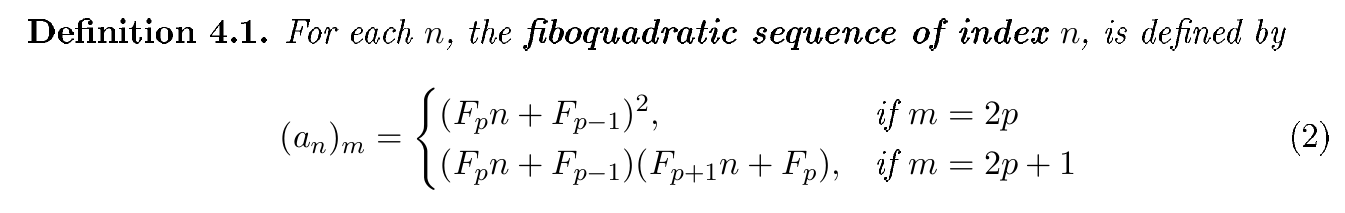 Definition 4.1. For each n, the fiboquadratic sequence of index n, is defined by
(a_n)_m = { (F_p n + F_{p−1})^2, if m = 2p
(F_p n + F_{p−1})(F_{p+1} n + F_p), if m = 2p + 1 (2)